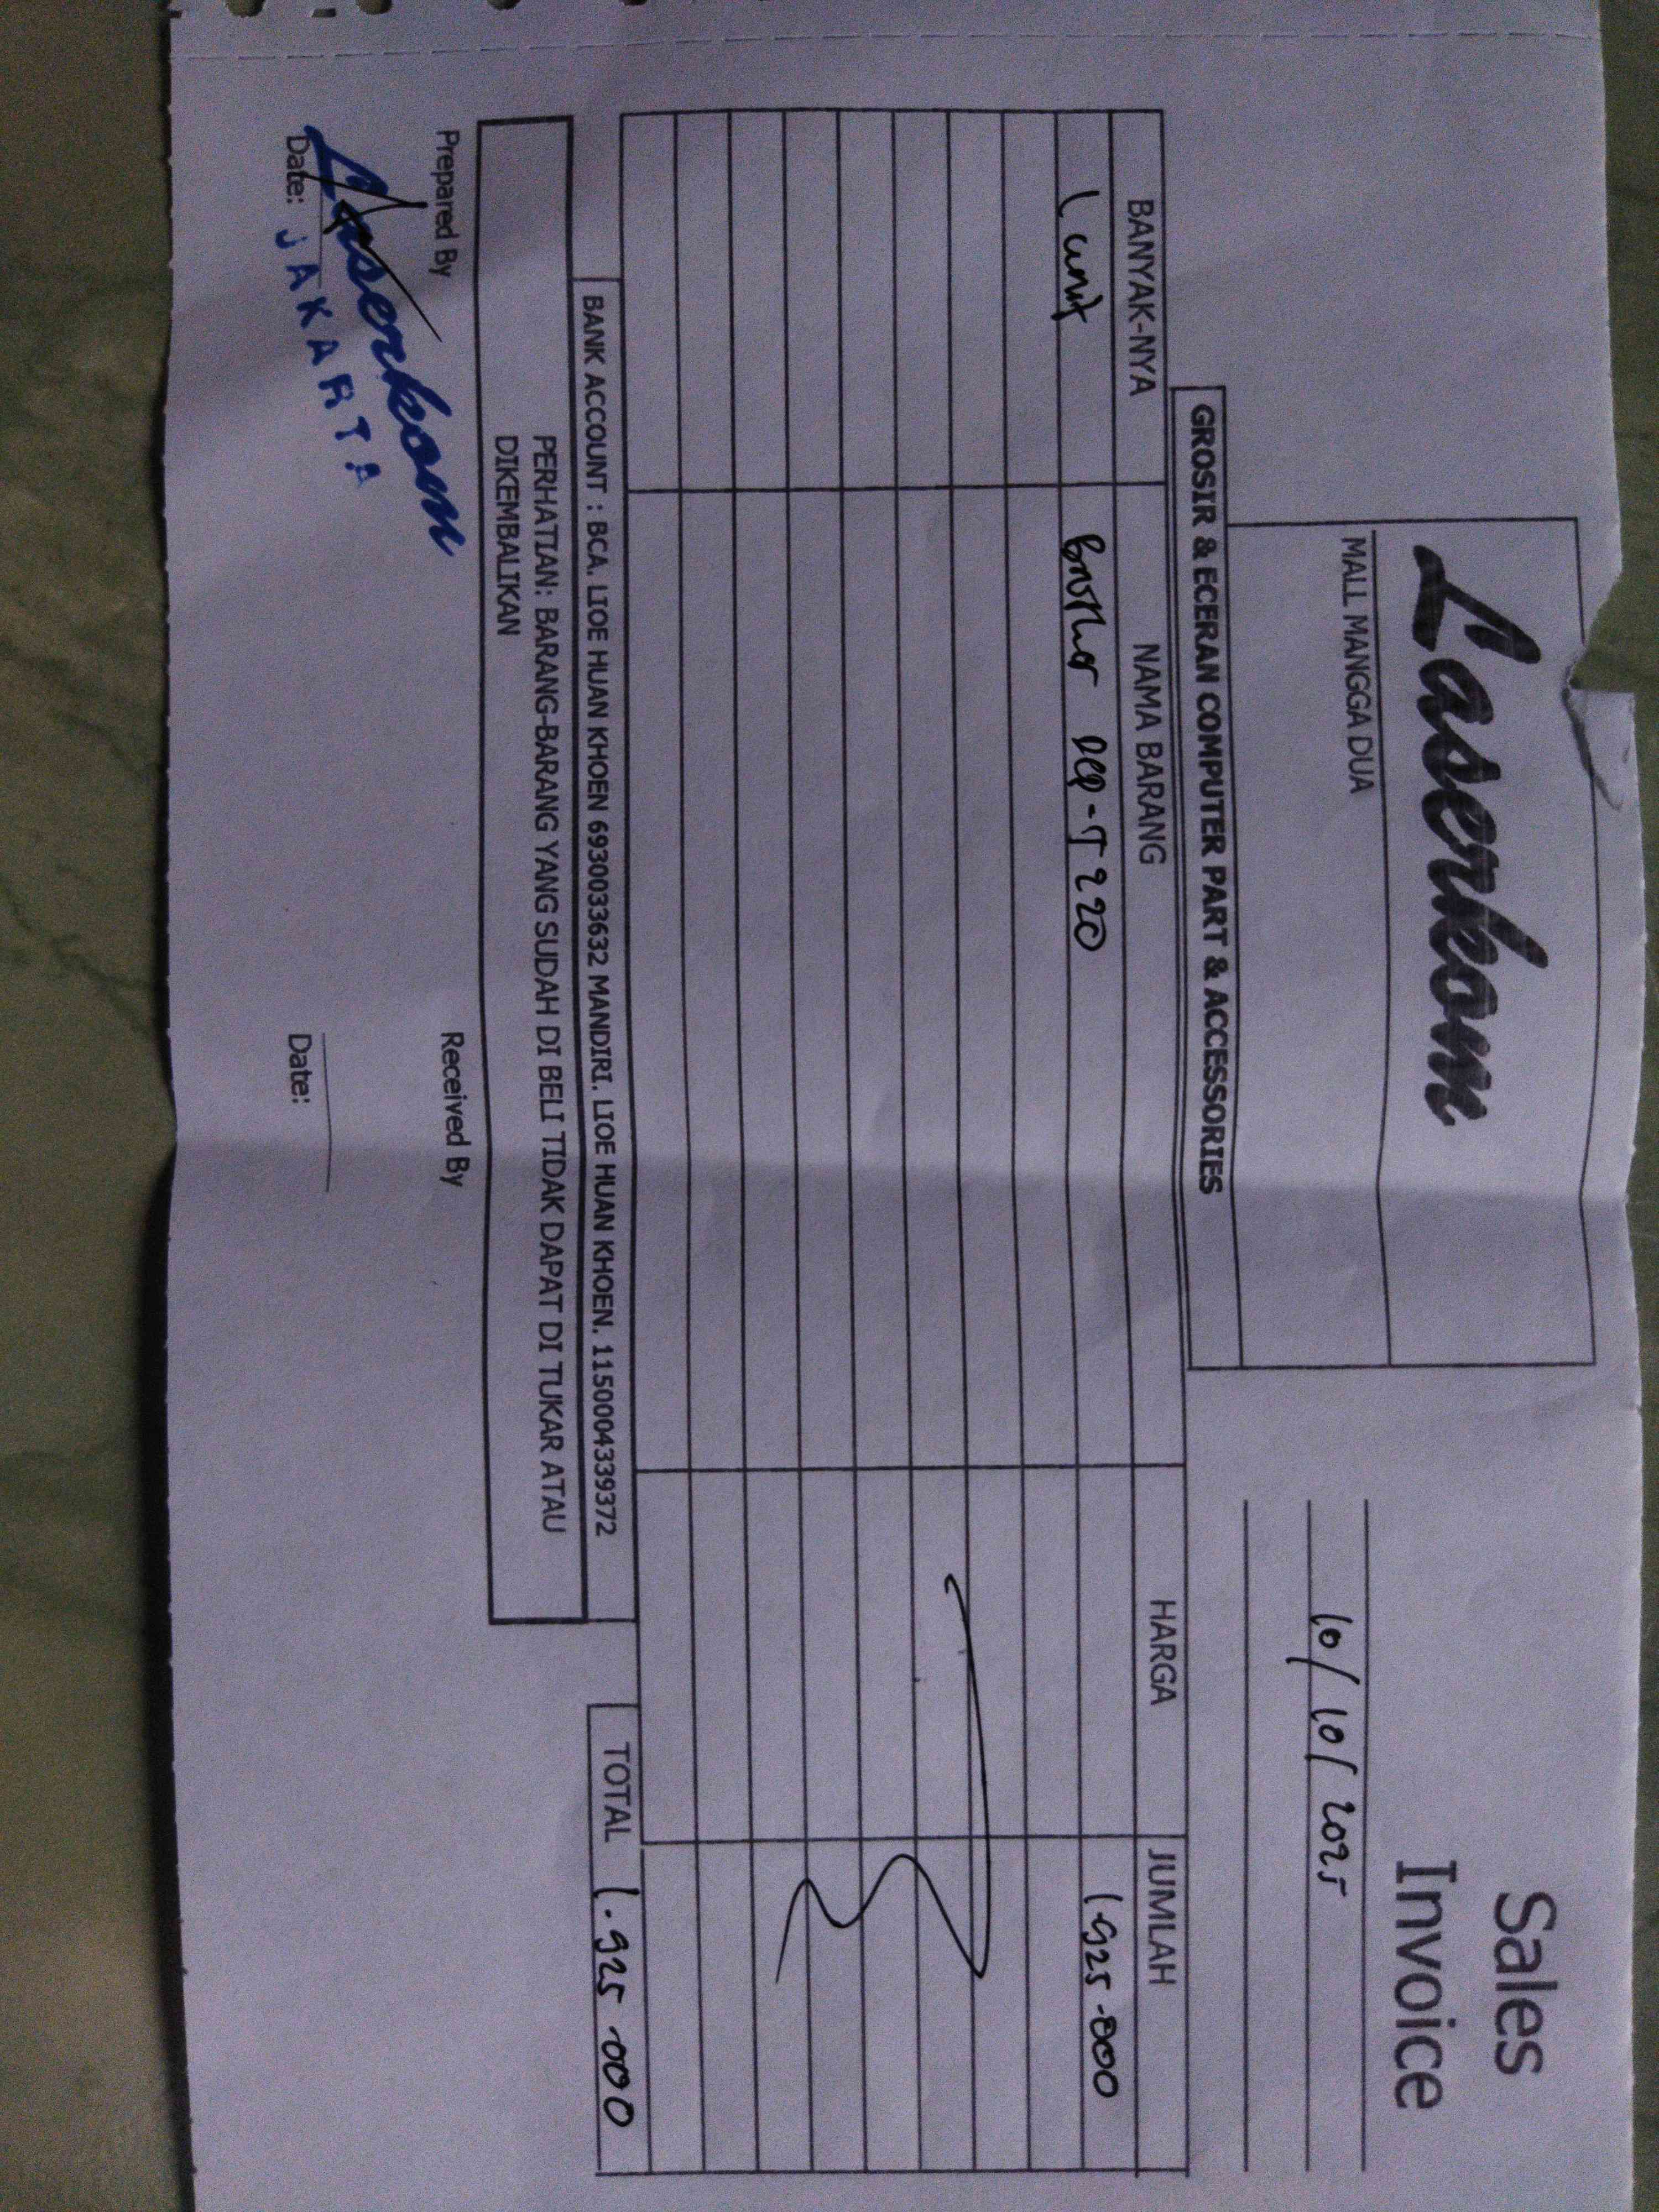 Laserkom
MALL MANGGA DUA
GROSIR & ECERAN COMPUTER PART & ACCESSORIES
Sales
Invoice
10/10/2025
BANYAK-NYA NAMA BARANG HARGA JUMLAH
1 unit Brother DCP-T220 1.925.000
BANK ACCOUNT : BCA. LIOE HUAN KHOEN 6930033632 MANDIRI. LIOE HUAN KHOEN. 1150004339372
TOTAL 1.925.000
PERHATIAN: BARANG-BARANG YANG SUDAH DI BELI TIDAK DAPAT DI TUKAR ATAU
DIKEMBALIKAN
Prepared By Received By
Laserkom
JAKARTA
Date: Date: